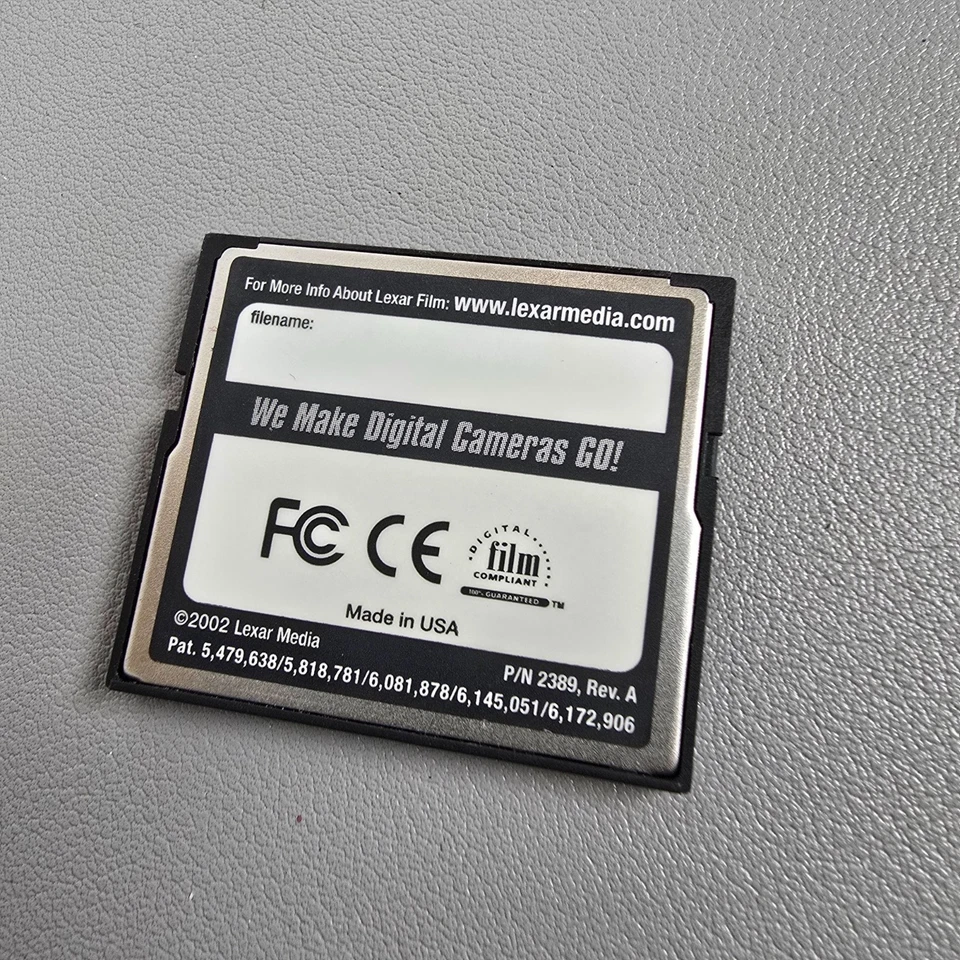 For More Info About Lexar Film: www.lexarmedia.com
filename:
We Make Digital Cameras GO!
FC CE
DIGITAL
film
COMPLIANT
100% GUARANTEED TM
Made in USA
©2002 Lexar Media
P/N 2389, Rev. A
Pat. 5,479,638/5,818,781/6,081,878/6,145,051/6,172,906